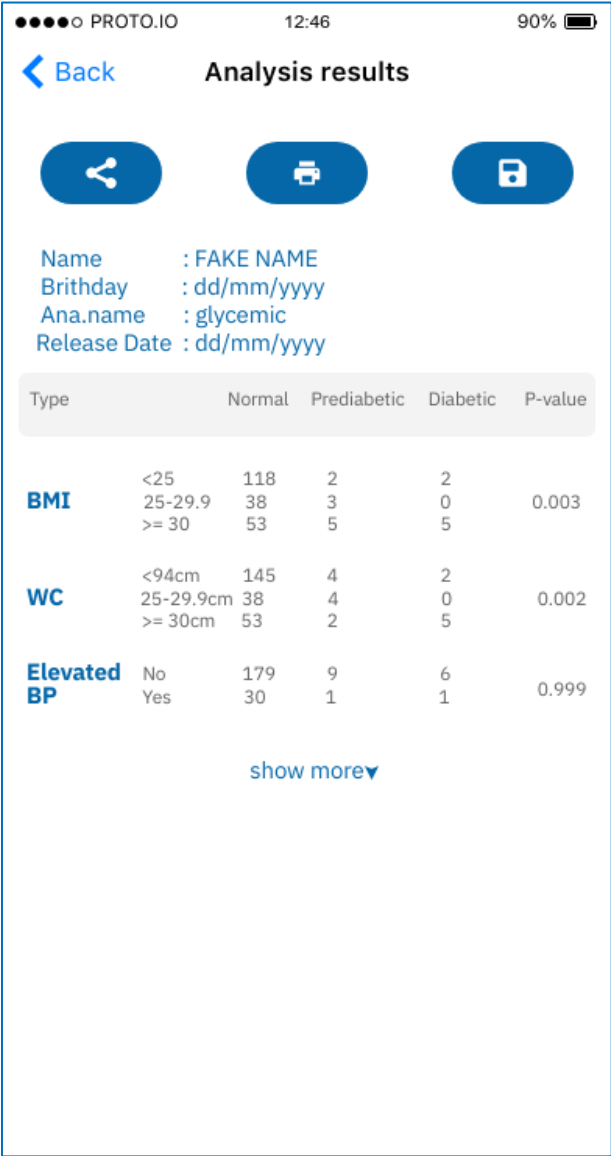 PROTO.IO 12:46 90%
Back Analysis results
Name : FAKE NAME
Brithday : dd/mm/yyyy
Ana.name : glycemic
Release Date : dd/mm/yyyy
Type Normal Prediabetic Diabetic P-value
<25 118 2 2
BMI 25-29.9 38 3 0 0.003
>= 30 53 5 5
<94cm 145 4 2
WC 25-29.9cm 38 4 0 0.002
>= 30cm 53 2 5
Elevated No 179 9 6
BP Yes 30 1 1 0.999
show more